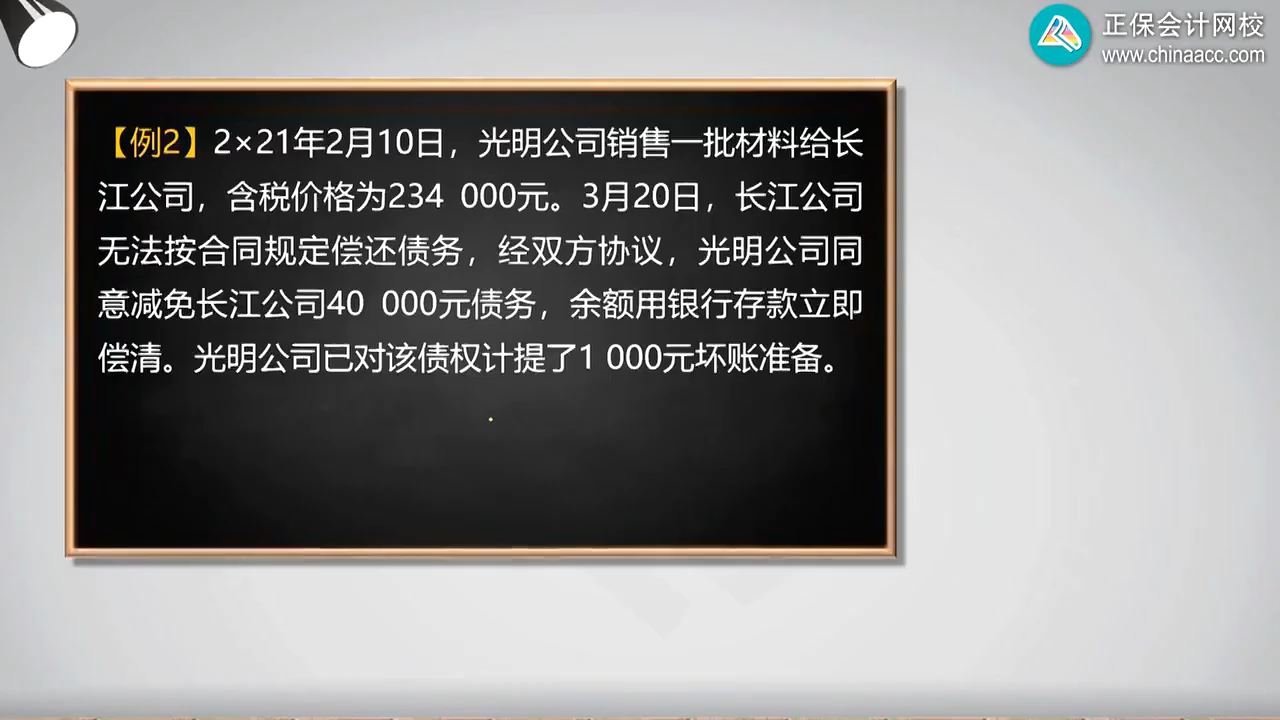 正保会计网校
www.chinaacc.com
【例2】2×21年2月10日，光明公司销售一批材料给长
江公司，含税价格为234 000元。3月20日，长江公司
无法按合同规定偿还债务，经双方协议，光明公司同
意减免长江公司40 000元债务，余额用银行存款立即
偿清。光明公司已对该债权计提了1 000元坏账准备。